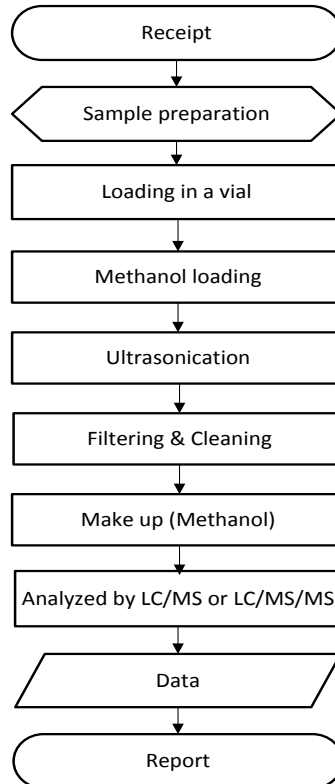 Receipt
Sample preparation
Loading in a vial
Methanol loading
Ultrasonication
Filtering & Cleaning
Make up (Methanol)
Analyzed by LC/MS or LC/MS/MS
Data
Report